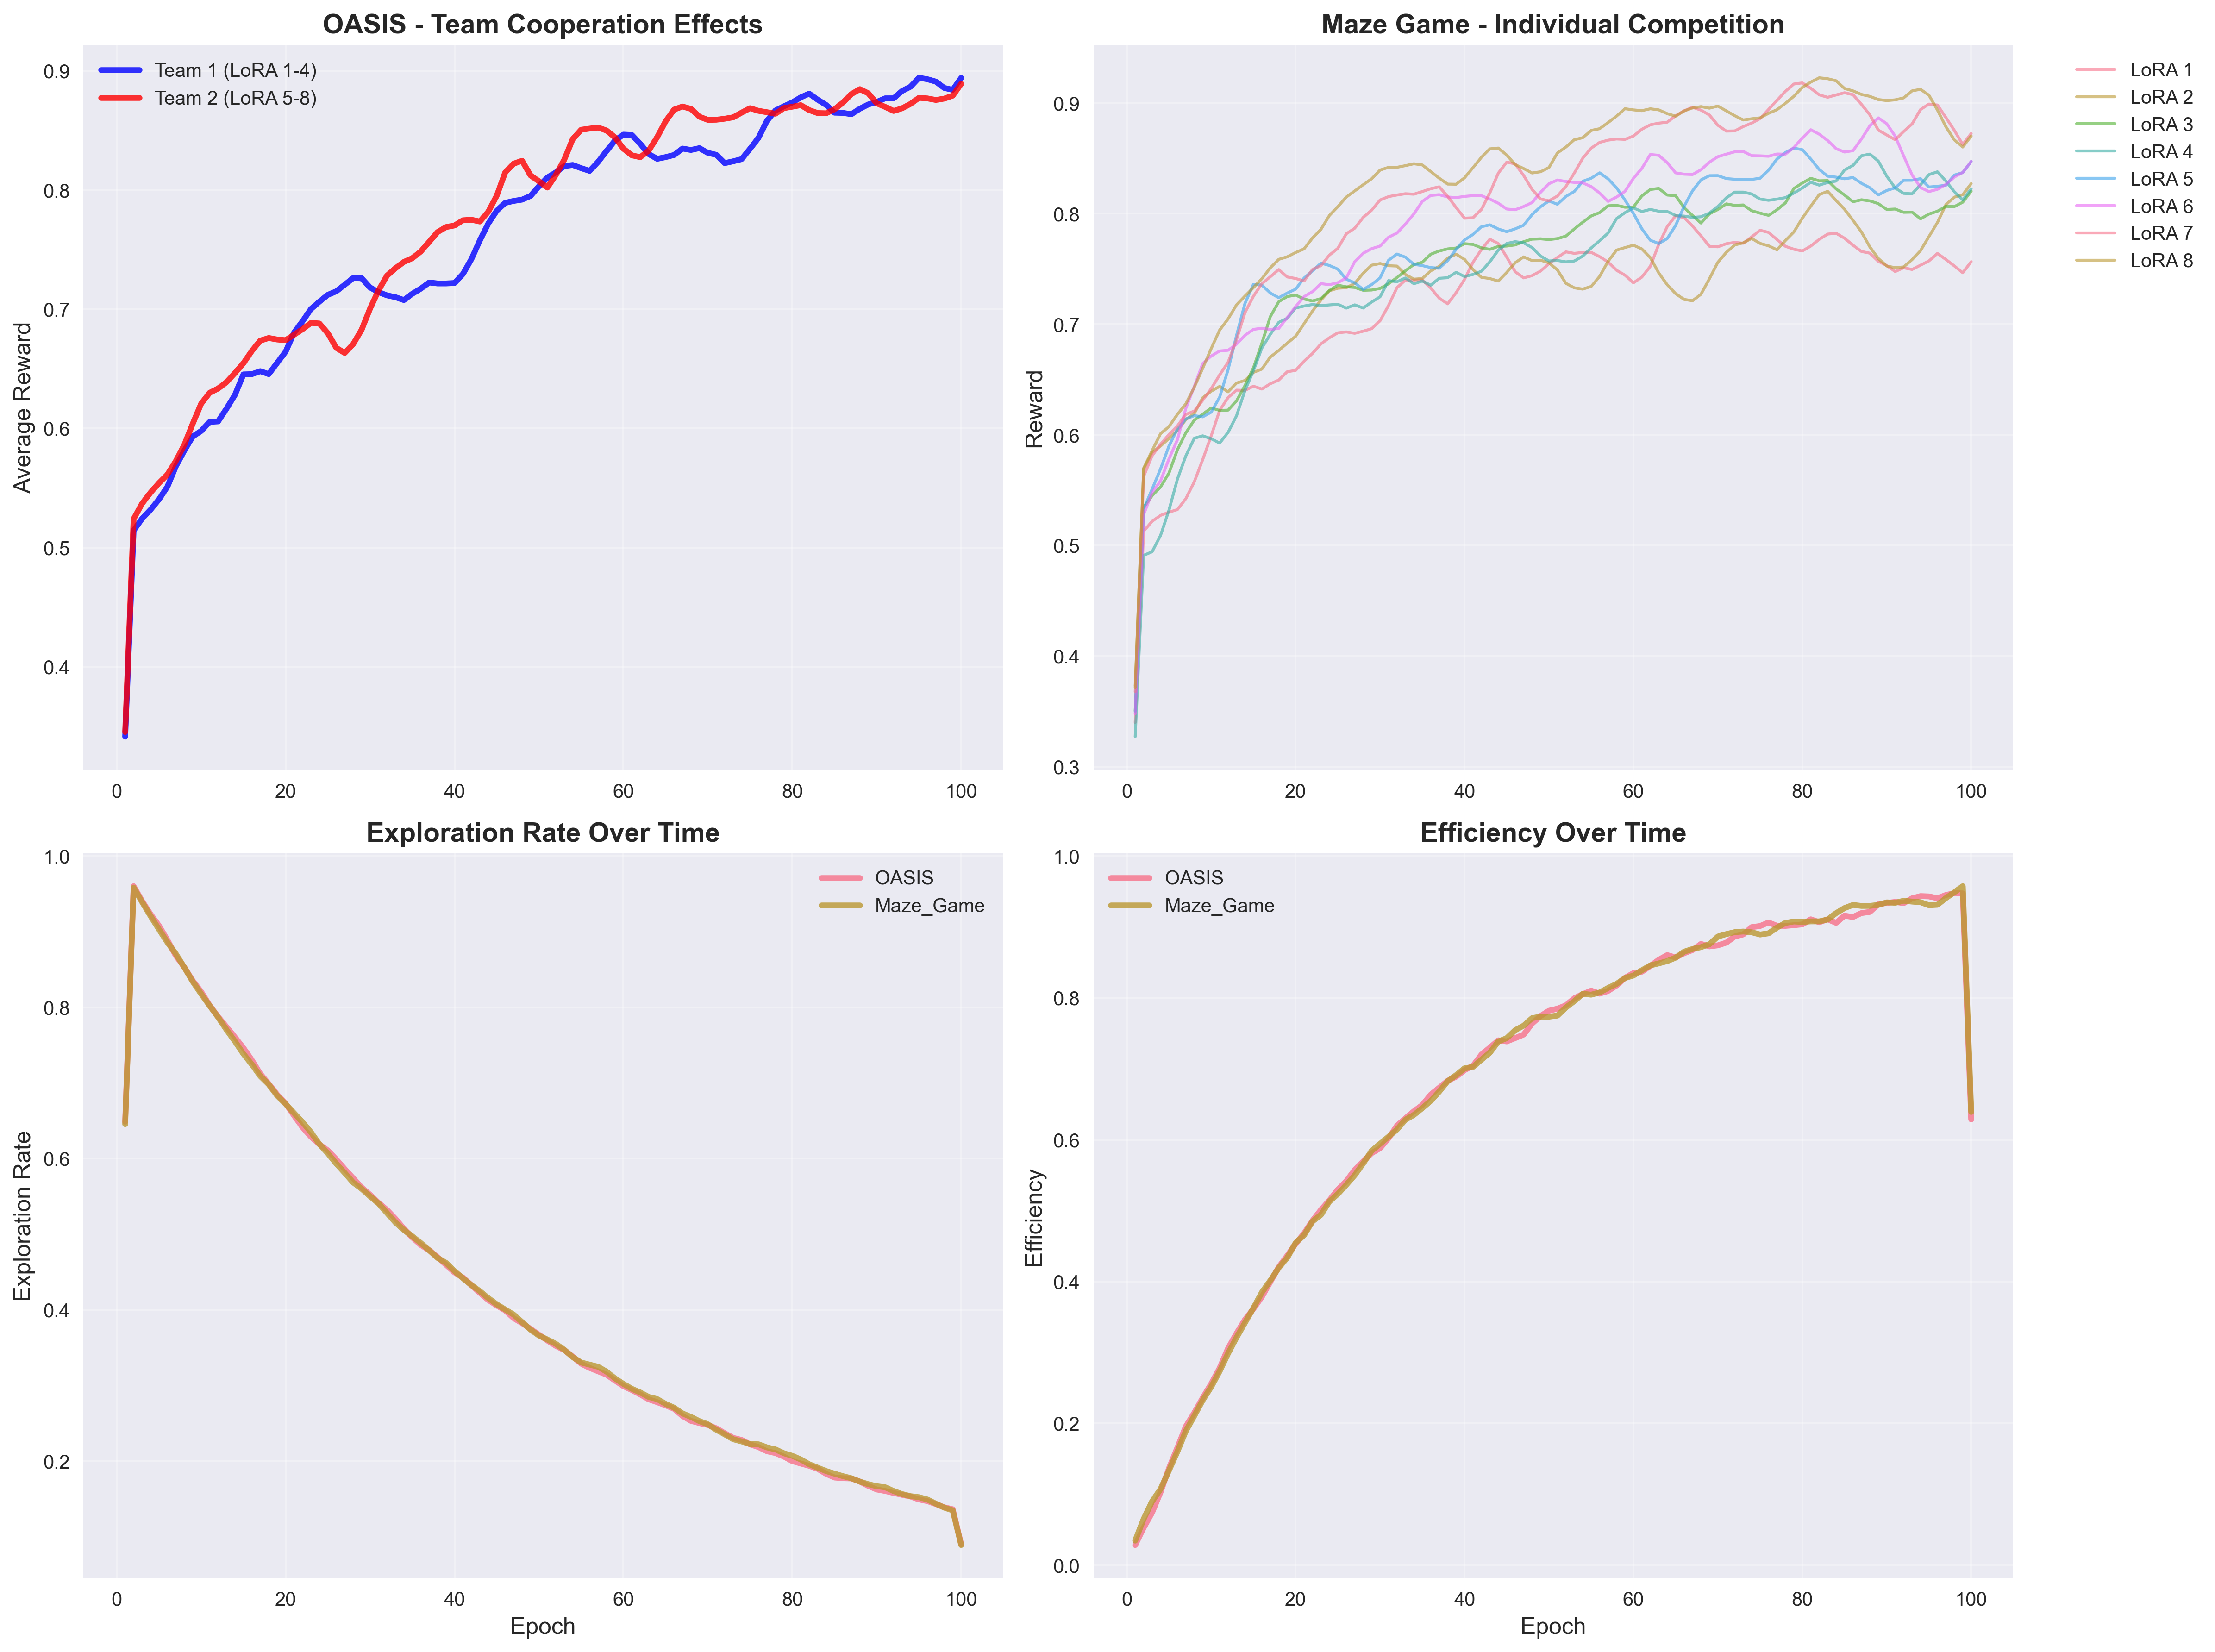 OASIS - Team Cooperation Effects
Team 1 (LoRA 1-4)
Team 2 (LoRA 5-8)
Average Reward
0.9
0.8
0.7
0.6
0.5
0.4
0 20 40 60 80 100
Maze Game - Individual Competition
Reward
0.9
0.8
0.7
0.6
0.5
0.4
0.3
0 20 40 60 80 100
LoRA 1
LoRA 2
LoRA 3
LoRA 4
LoRA 5
LoRA 6
LoRA 7
LoRA 8
Exploration Rate Over Time
OASIS
Maze_Game
Exploration Rate
1.0
0.8
0.6
0.4
0.2
0 20 40 60 80 100
Epoch
Efficiency Over Time
OASIS
Maze_Game
Efficiency
1.0
0.8
0.6
0.4
0.2
0.0
0 20 40 60 80 100
Epoch